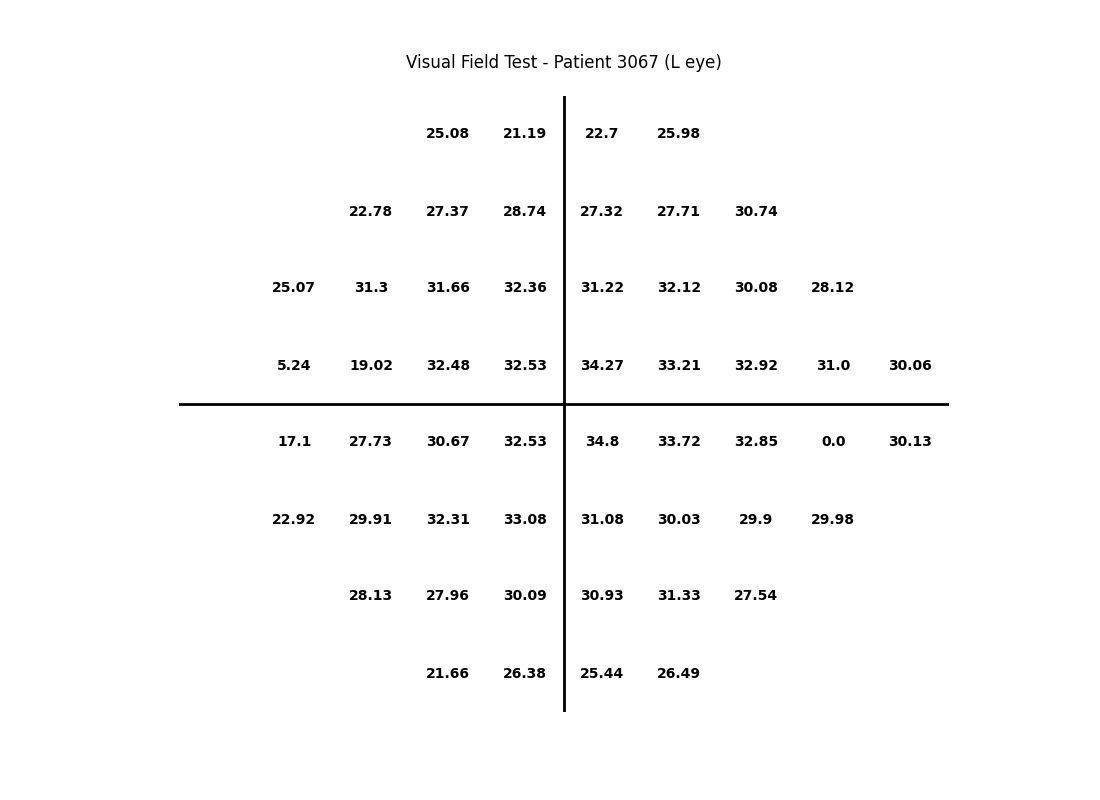 Visual Field Test - Patient 3067 (L eye)
25.08 21.19 22.7 25.98
22.78 27.37 28.74 27.32 27.71 30.74
25.07 31.3 31.66 32.36 31.22 32.12 30.08 28.12
5.24 19.02 32.48 32.53 34.27 33.21 32.92 31.0 30.06
17.1 27.73 30.67 32.53 34.8 33.72 32.85 0.0 30.13
22.92 29.91 32.31 33.08 31.08 30.03 29.9 29.98
28.13 27.96 30.09 30.93 31.33 27.54
21.66 26.38 25.44 26.49